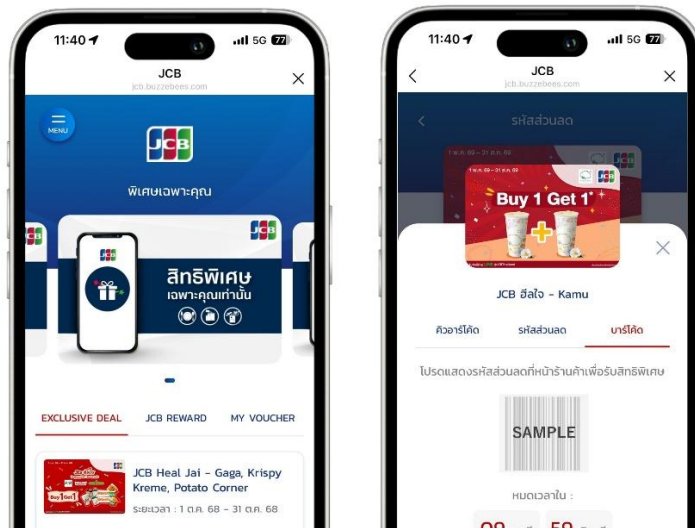 11:40
5G 77
JCB
jcb.buzzebees.com
MENU
JCB
พิเศษเฉพาะคุณ
JCB
JCB
JCB
สิทธิพิเศษ
เฉพาะคุณเท่านั้น
EXCLUSIVE DEAL
JCB REWARD
MY VOUCHER
Buy 1 Get 1
JCB Heal Jai – Gaga, Krispy
Kreme, Potato Corner
ระยะเวลา : 1 ต.ค. 68 – 31 ต.ค. 68
11:40
5G 77
JCB
jcb.buzzebees.com
รหัสส่วนลด
JCB
Buy 1 Get 1*
JCB ฮีลใจ – Kamu
คิวอาร์โค้ด
รหัสส่วนลด
บาร์โค้ด
โปรดแสดงรหัสส่วนลดที่หน้าร้านค้าเพื่อรับสิทธิพิเศษ
SAMPLE
หมดเวลาใน :